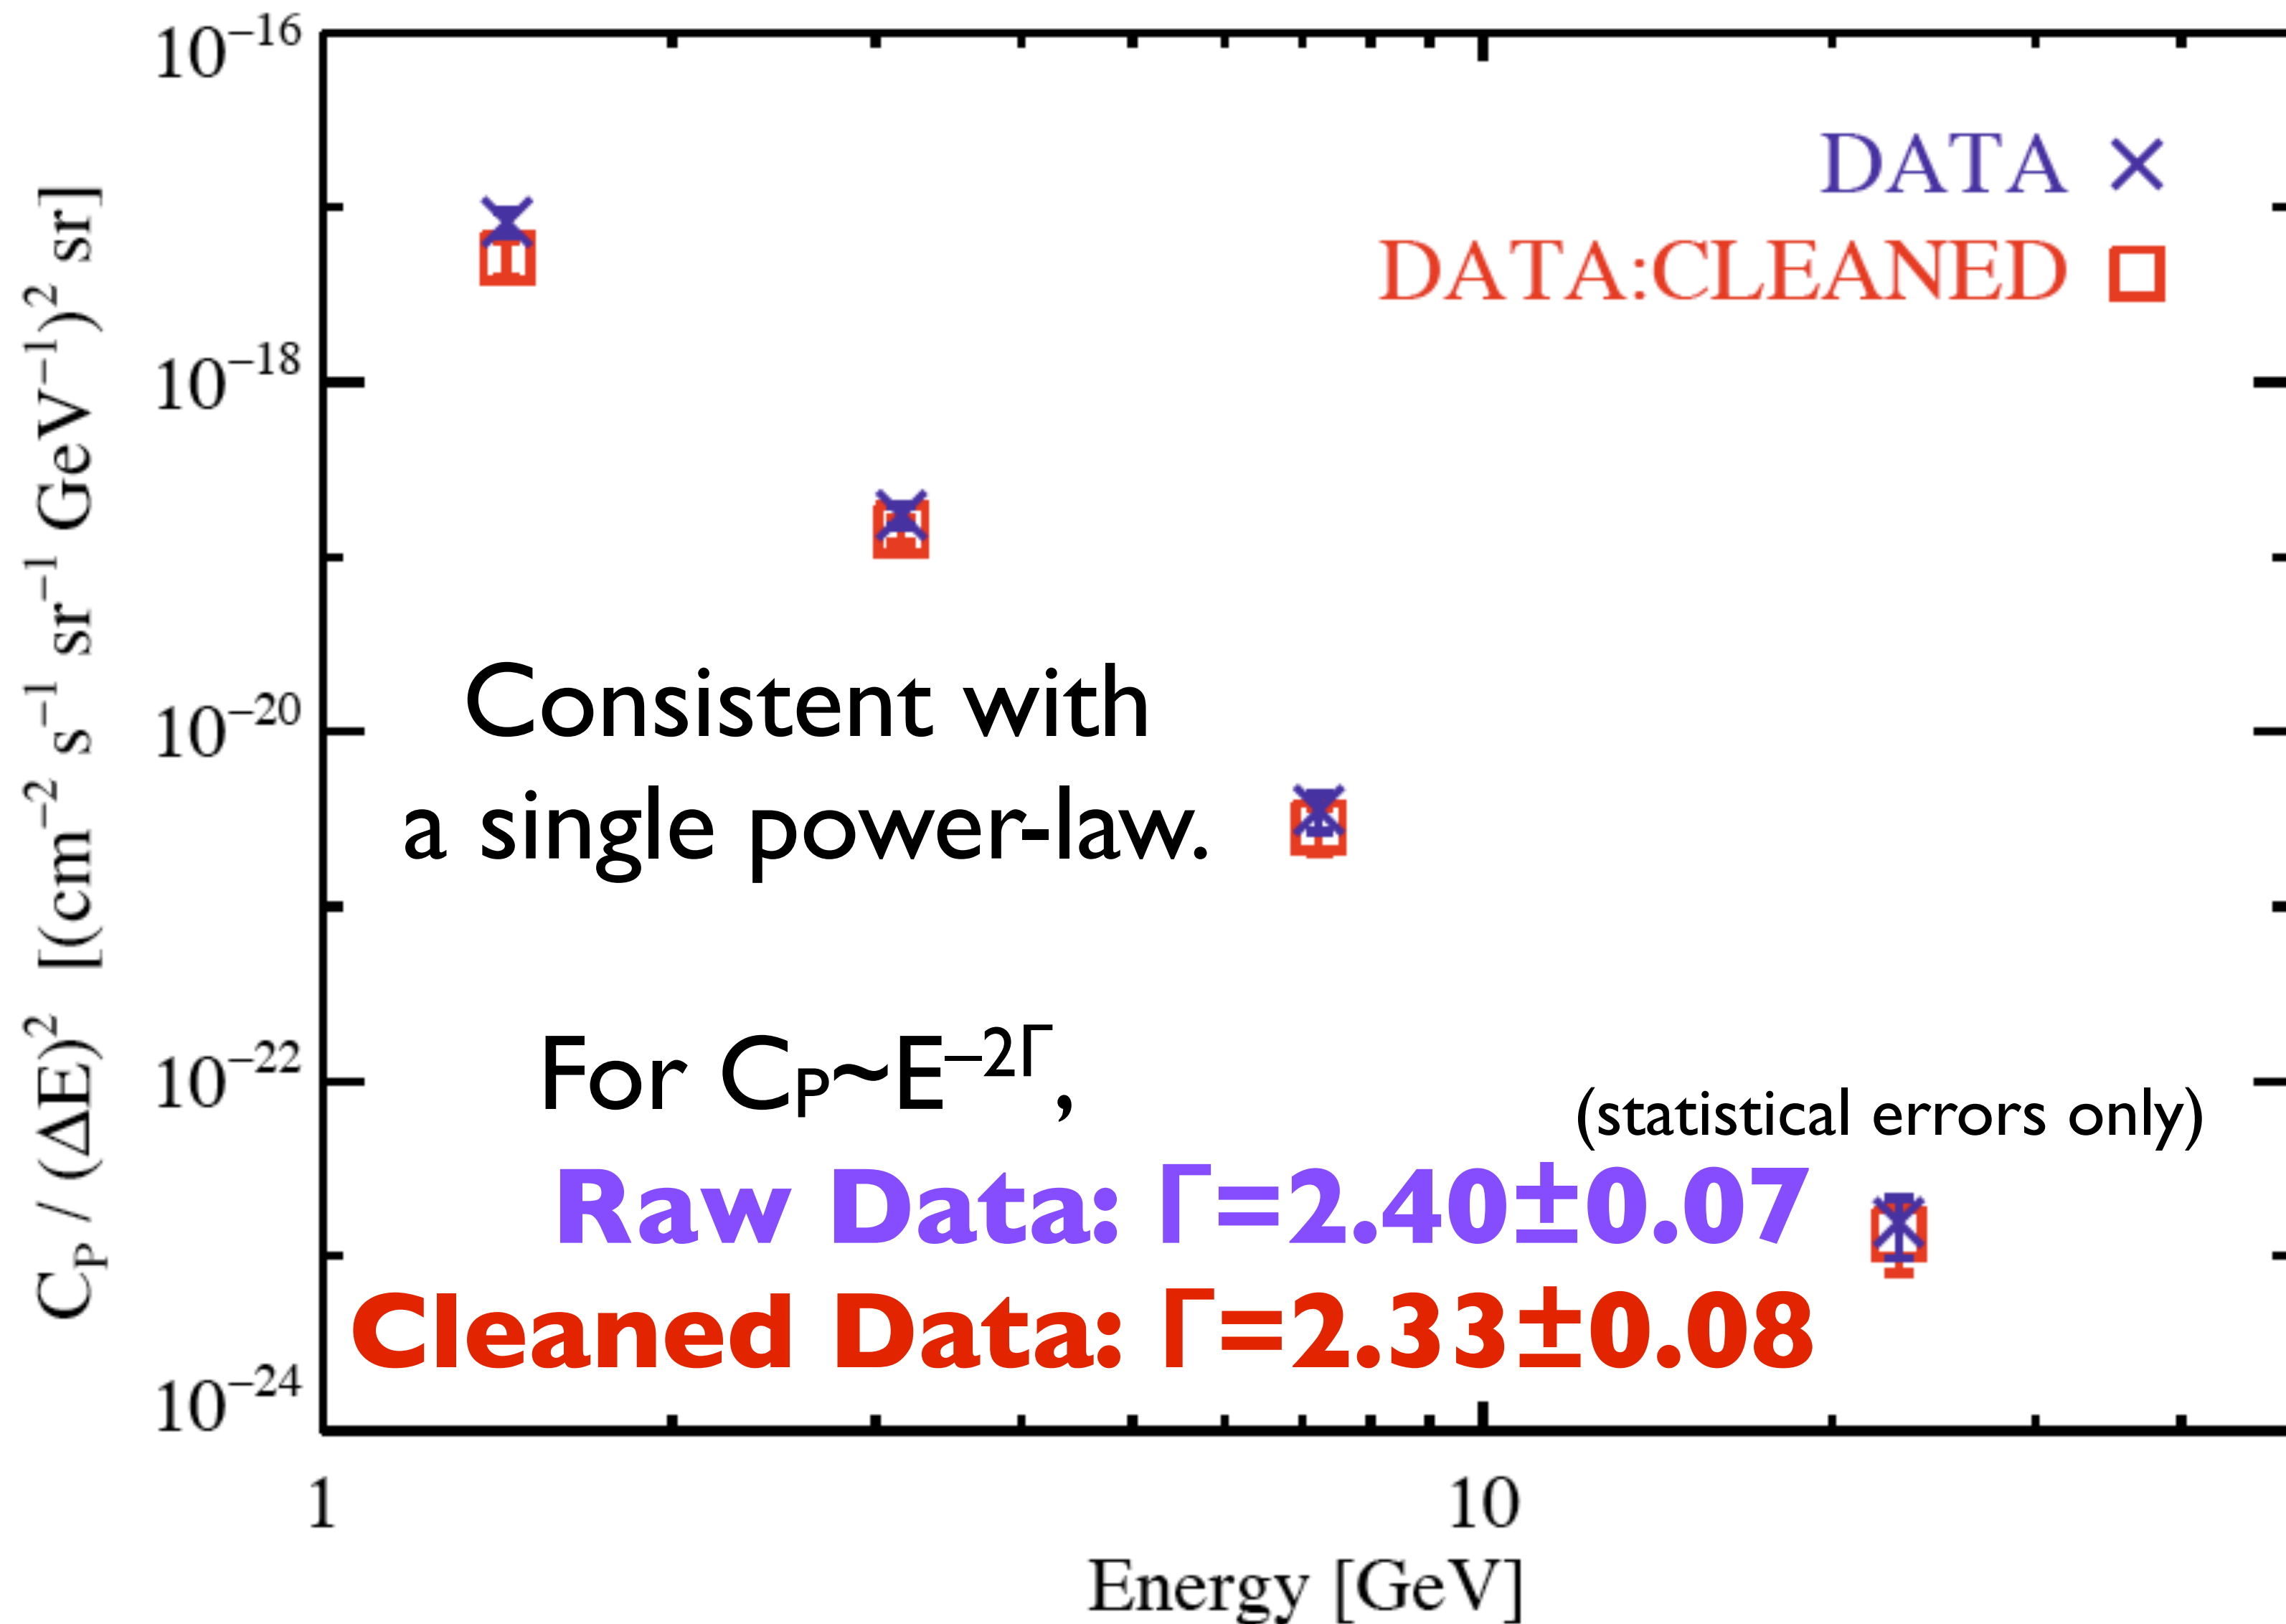 10⁻¹⁶
10⁻¹⁸
10⁻²⁰
10⁻²²
10⁻²⁴
C_P / (ΔE)² [(cm⁻² s⁻¹ sr⁻¹ GeV⁻¹)² sr]
DATA
DATA:CLEANED
Consistent with
a single power-law.
For C_P~E⁻²ᴦ,
(statistical errors only)
Raw Data: Γ=2.40±0.07
Cleaned Data: Γ=2.33±0.08
1 10
Energy [GeV]